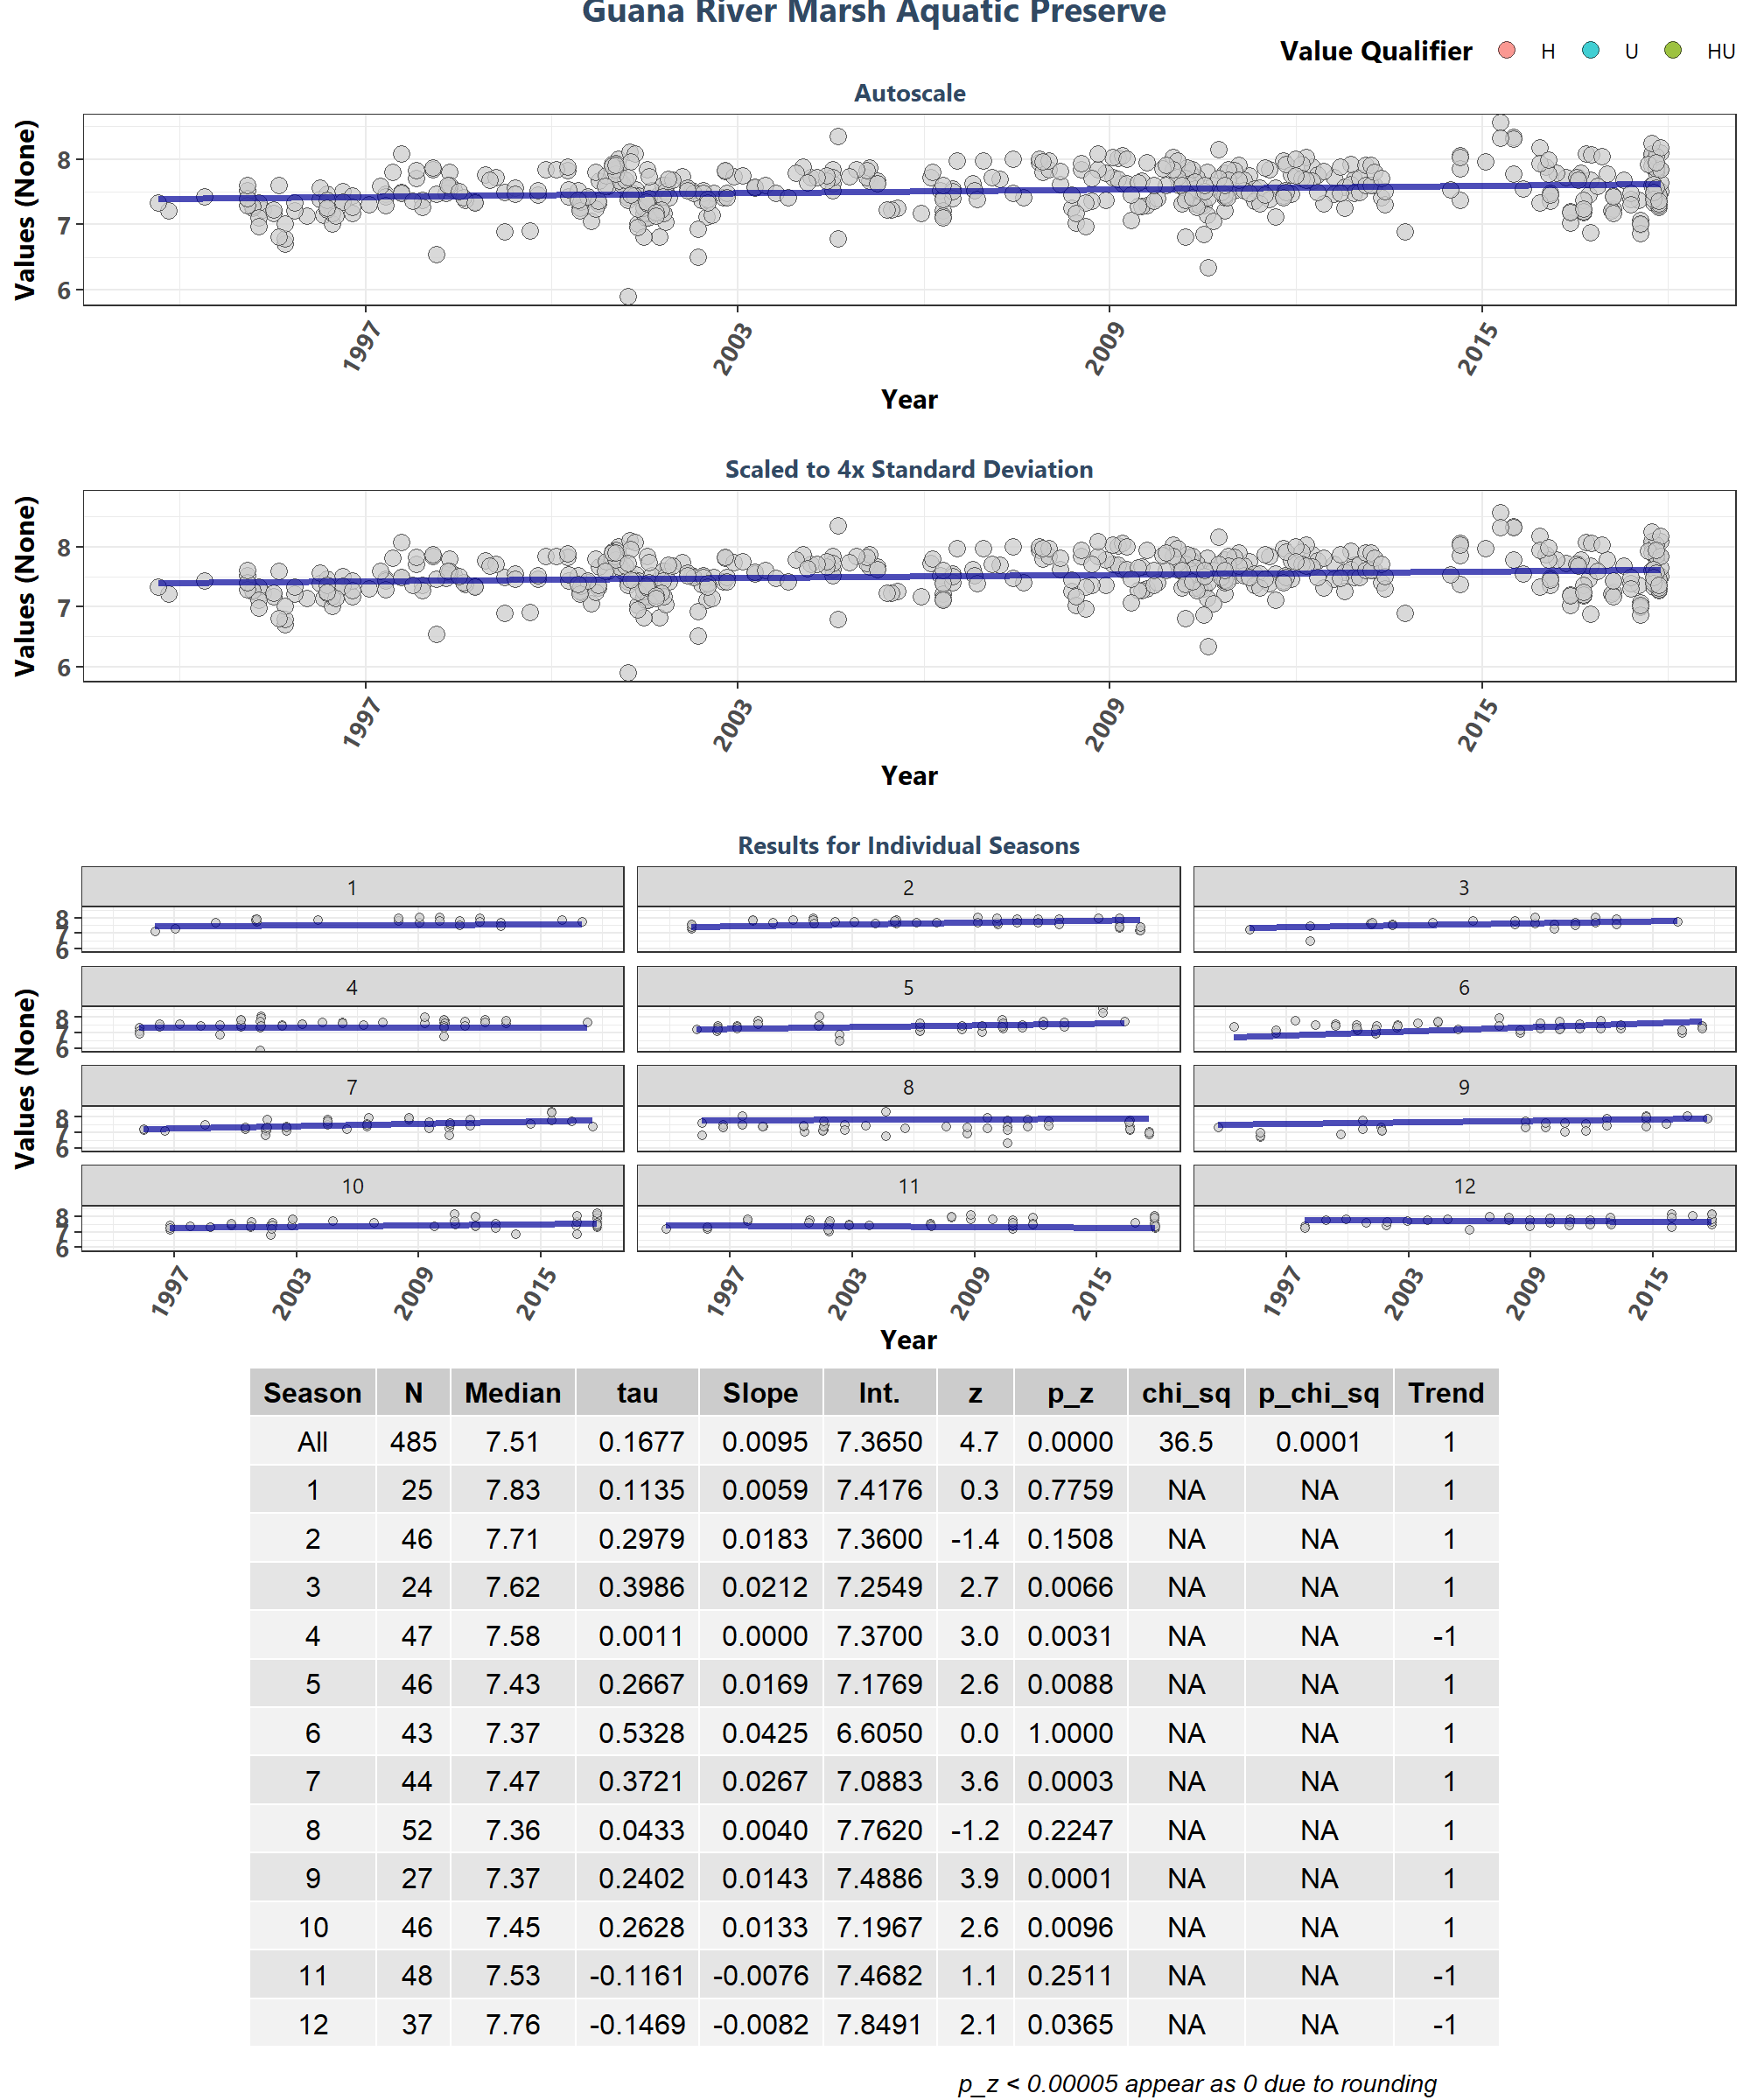 Guana River Marsh Aquatic Preserve
Value Qualifier H U HU
Autoscale
Values (None)
8
7
6
1997 2003 2009 2015
Year
Scaled to 4x Standard Deviation
Values (None)
8
7
6
1997 2003 2009 2015
Year
Results for Individual Seasons
Values (None)
1 2 3
8
7
6
4 5 6
8
7
6
7 8 9
8
7
6
10 11 12
8
7
6
1997 2003 2009 2015 1997 2003 2009 2015 1997 2003 2009 2015
Year
Season N Median tau Slope Int. z p_z chi_sq p_chi_sq Trend
All 485 7.51 0.1677 0.0095 7.3650 4.7 0.0000 36.5 0.0001 1
1 25 7.83 0.1135 0.0059 7.4176 0.3 0.7759 NA NA 1
2 46 7.71 0.2979 0.0183 7.3600 -1.4 0.1508 NA NA 1
3 24 7.62 0.3986 0.0212 7.2549 2.7 0.0066 NA NA 1
4 47 7.58 0.0011 0.0000 7.3700 3.0 0.0031 NA NA -1
5 46 7.43 0.2667 0.0169 7.1769 2.6 0.0088 NA NA 1
6 43 7.37 0.5328 0.0425 6.6050 0.0 1.0000 NA NA 1
7 44 7.47 0.3721 0.0267 7.0883 3.6 0.0003 NA NA 1
8 52 7.36 0.0433 0.0040 7.7620 -1.2 0.2247 NA NA 1
9 27 7.37 0.2402 0.0143 7.4886 3.9 0.0001 NA NA 1
10 46 7.45 0.2628 0.0133 7.1967 2.6 0.0096 NA NA 1
11 48 7.53 -0.1161 -0.0076 7.4682 1.1 0.2511 NA NA -1
12 37 7.76 -0.1469 -0.0082 7.8491 2.1 0.0365 NA NA -1
p_z < 0.00005 appear as 0 due to rounding